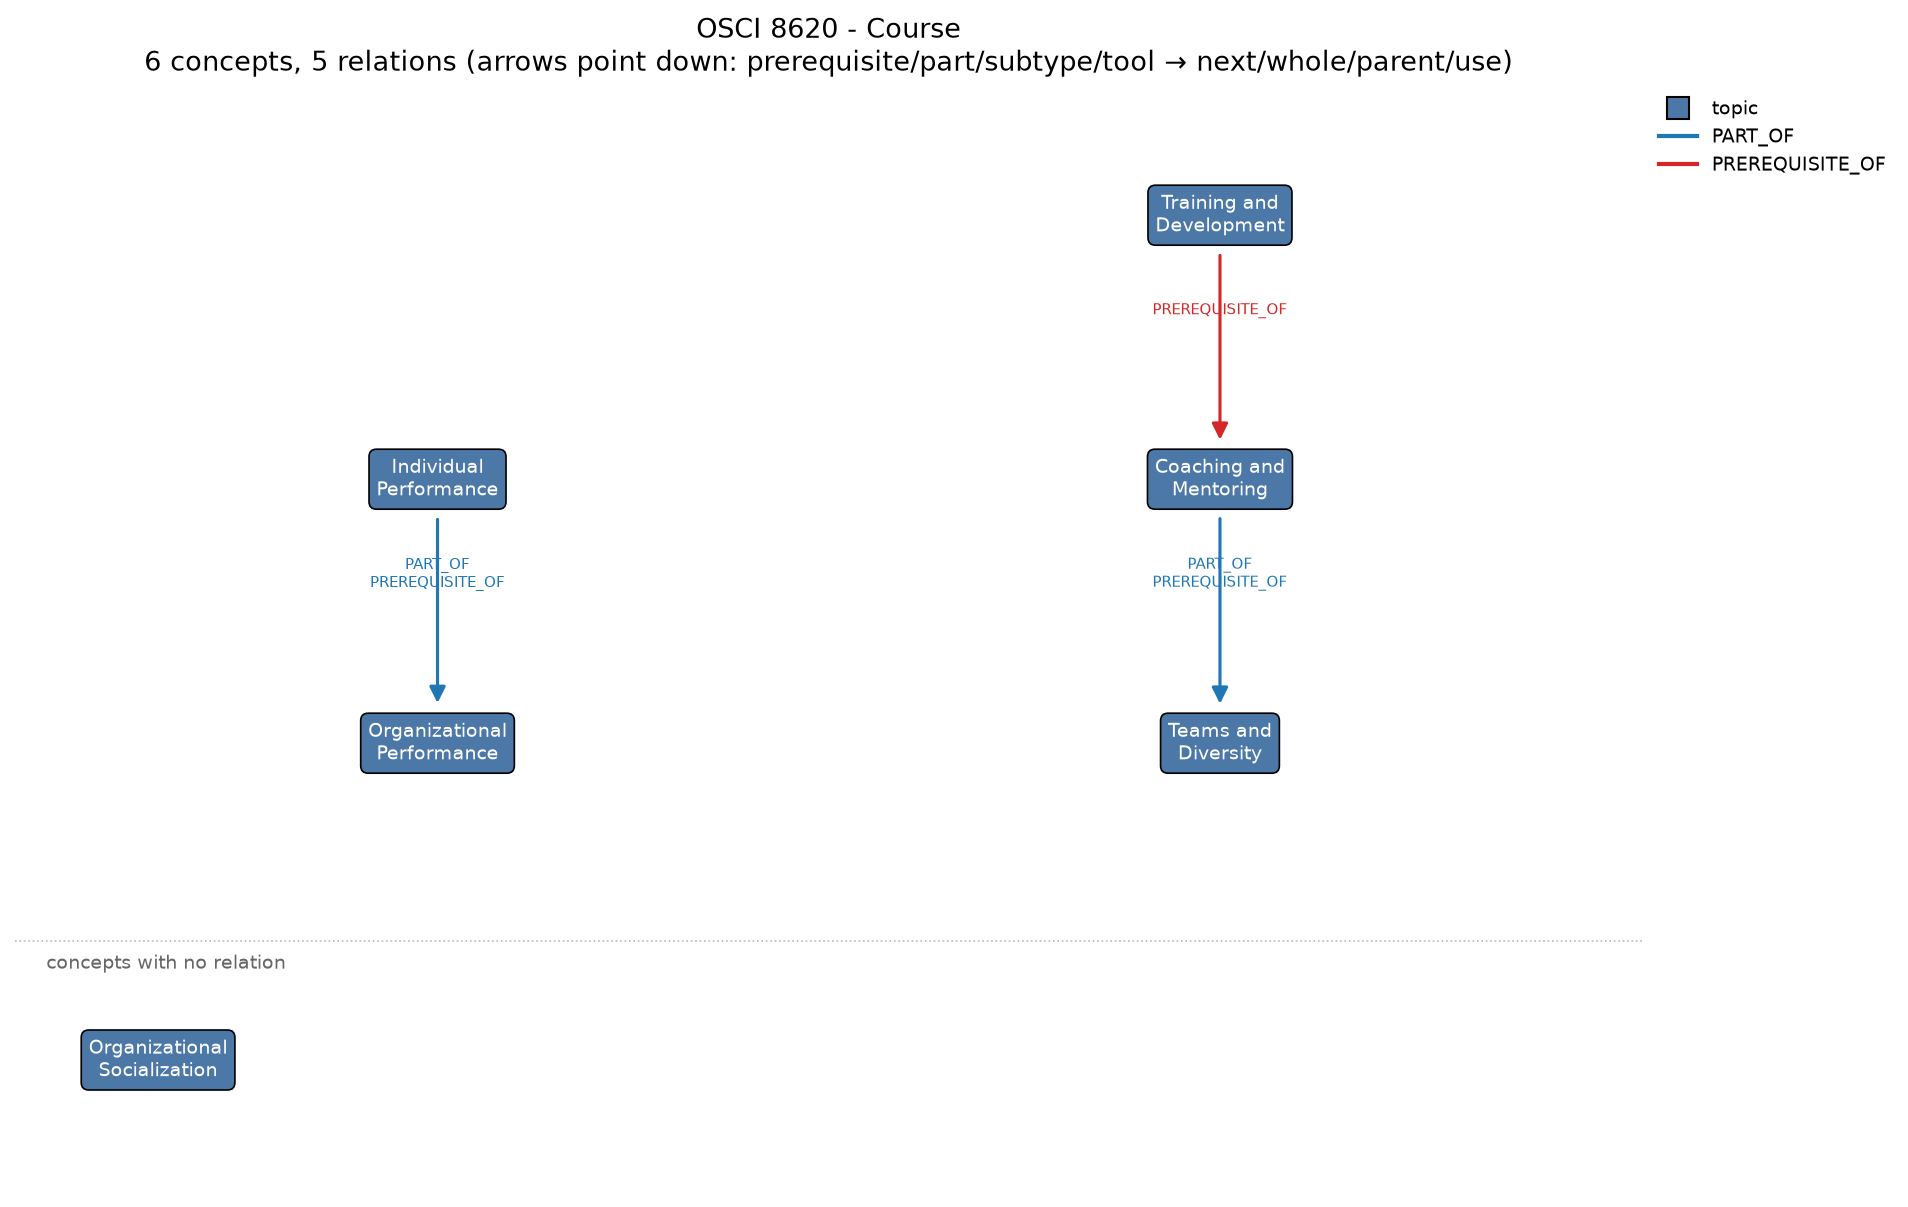 OSCI 8620 - Course
6 concepts, 5 relations (arrows point down: prerequisite/part/subtype/tool → next/whole/parent/use)
topic
PART_OF
PREREQUISITE_OF
Training and
Development
PREREQUISITE_OF
Individual
Performance
Coaching and
Mentoring
PART_OF
PREREQUISITE_OF
PART_OF
PREREQUISITE_OF
Organizational
Performance
Teams and
Diversity
concepts with no relation
Organizational
Socialization